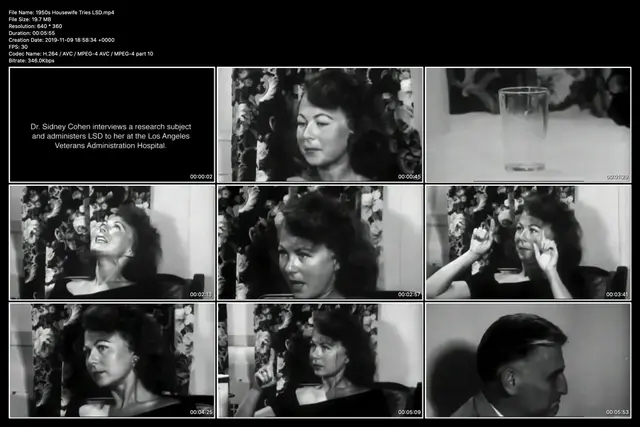 File Name: 1950s Housewife Tries LSD.mp4
File Size: 19.7 MB
Resolution: 640 * 360
Duration: 00:05:55
Creation Date: 2019-11-09 18:58:34 +0000
FPS: 30
Codec Name: H.264 / AVC / MPEG-4 AVC / MPEG-4 part 10
Bitrate: 346.0Kbps
Dr. Sidney Cohen interviews a research subject
and administers LSD to her at the Los Angeles
Veterans Administration Hospital.
00:00:02
00:00:45
00:01:29
00:02:13
00:02:57
00:03:41
00:04:25
00:05:09
00:05:53